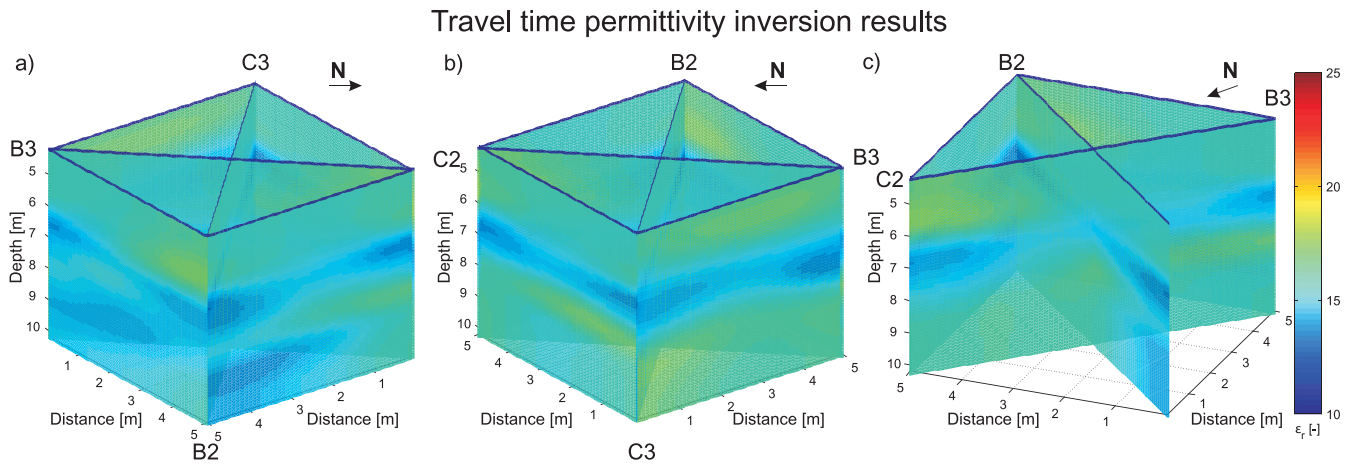 Travel time permittivity inversion results
a)
C3
N
B3
5
6
7
8
9
10
Depth [m]
1
2
3
4
5
Distance [m]
B2
5
4
3
2
1
Distance [m]
b)
B2
N
C2
5
6
7
8
9
10
Depth [m]
5
4
3
2
1
Distance [m]
C3
1
2
3
4
5
Distance [m]
c)
B2
N
B3
B3
C2
5
6
7
8
9
10
Depth [m]
5
4
3
2
1
Distance [m]
1
2
3
4
5
Distance [m]
25
20
15
10
εr [-]